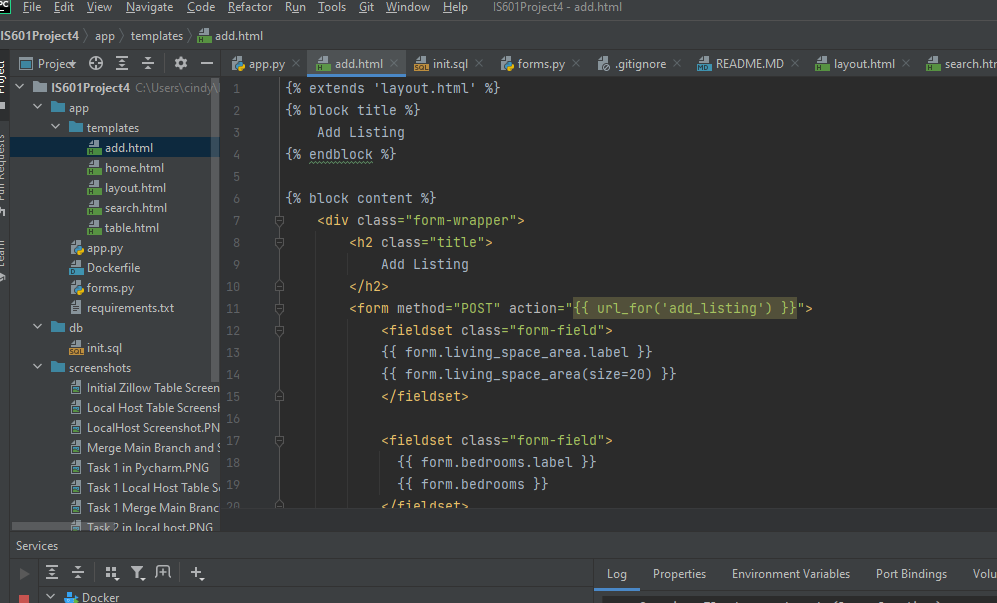 PC File Edit View Navigate Code Refactor Run Tools Git Window Help IS601Project4 - add.html
IS601Project4 app templates add.html
Project app.py add.html init.sql forms.py .gitignore README.MD layout.html search.htm
Project
IS601Project4 C:\Users\cindy\
app
templates
add.html
home.html
layout.html
search.html
table.html
app.py
Dockerfile
forms.py
requirements.txt
db
init.sql
screenshots
Initial Zillow Table Screen
Local Host Table Screensh
LocalHost Screenshot.PN
Merge Main Branch and S
Task 1 in Pycharm.PNG
Task 1 Local Host Table Sc
Task 1 Merge Main Branc
Task 2 in local host.PNG
Pull Requests
Learn
1 {% extends 'layout.html' %}
2 {% block title %}
3 Add Listing
4 {% endblock %}
5
6 {% block content %}
7 <div class="form-wrapper">
8 <h2 class="title">
9 Add Listing
10 </h2>
11 <form method="POST" action="{{ url_for('add_listing') }}">
12 <fieldset class="form-field">
13 {{ form.living_space_area.label }}
14 {{ form.living_space_area(size=20) }}
15 </fieldset>
16
17 <fieldset class="form-field">
18 {{ form.bedrooms.label }}
19 {{ form.bedrooms }}
20 </fieldset>
Services
Log Properties Environment Variables Port Bindings Volu
Docker